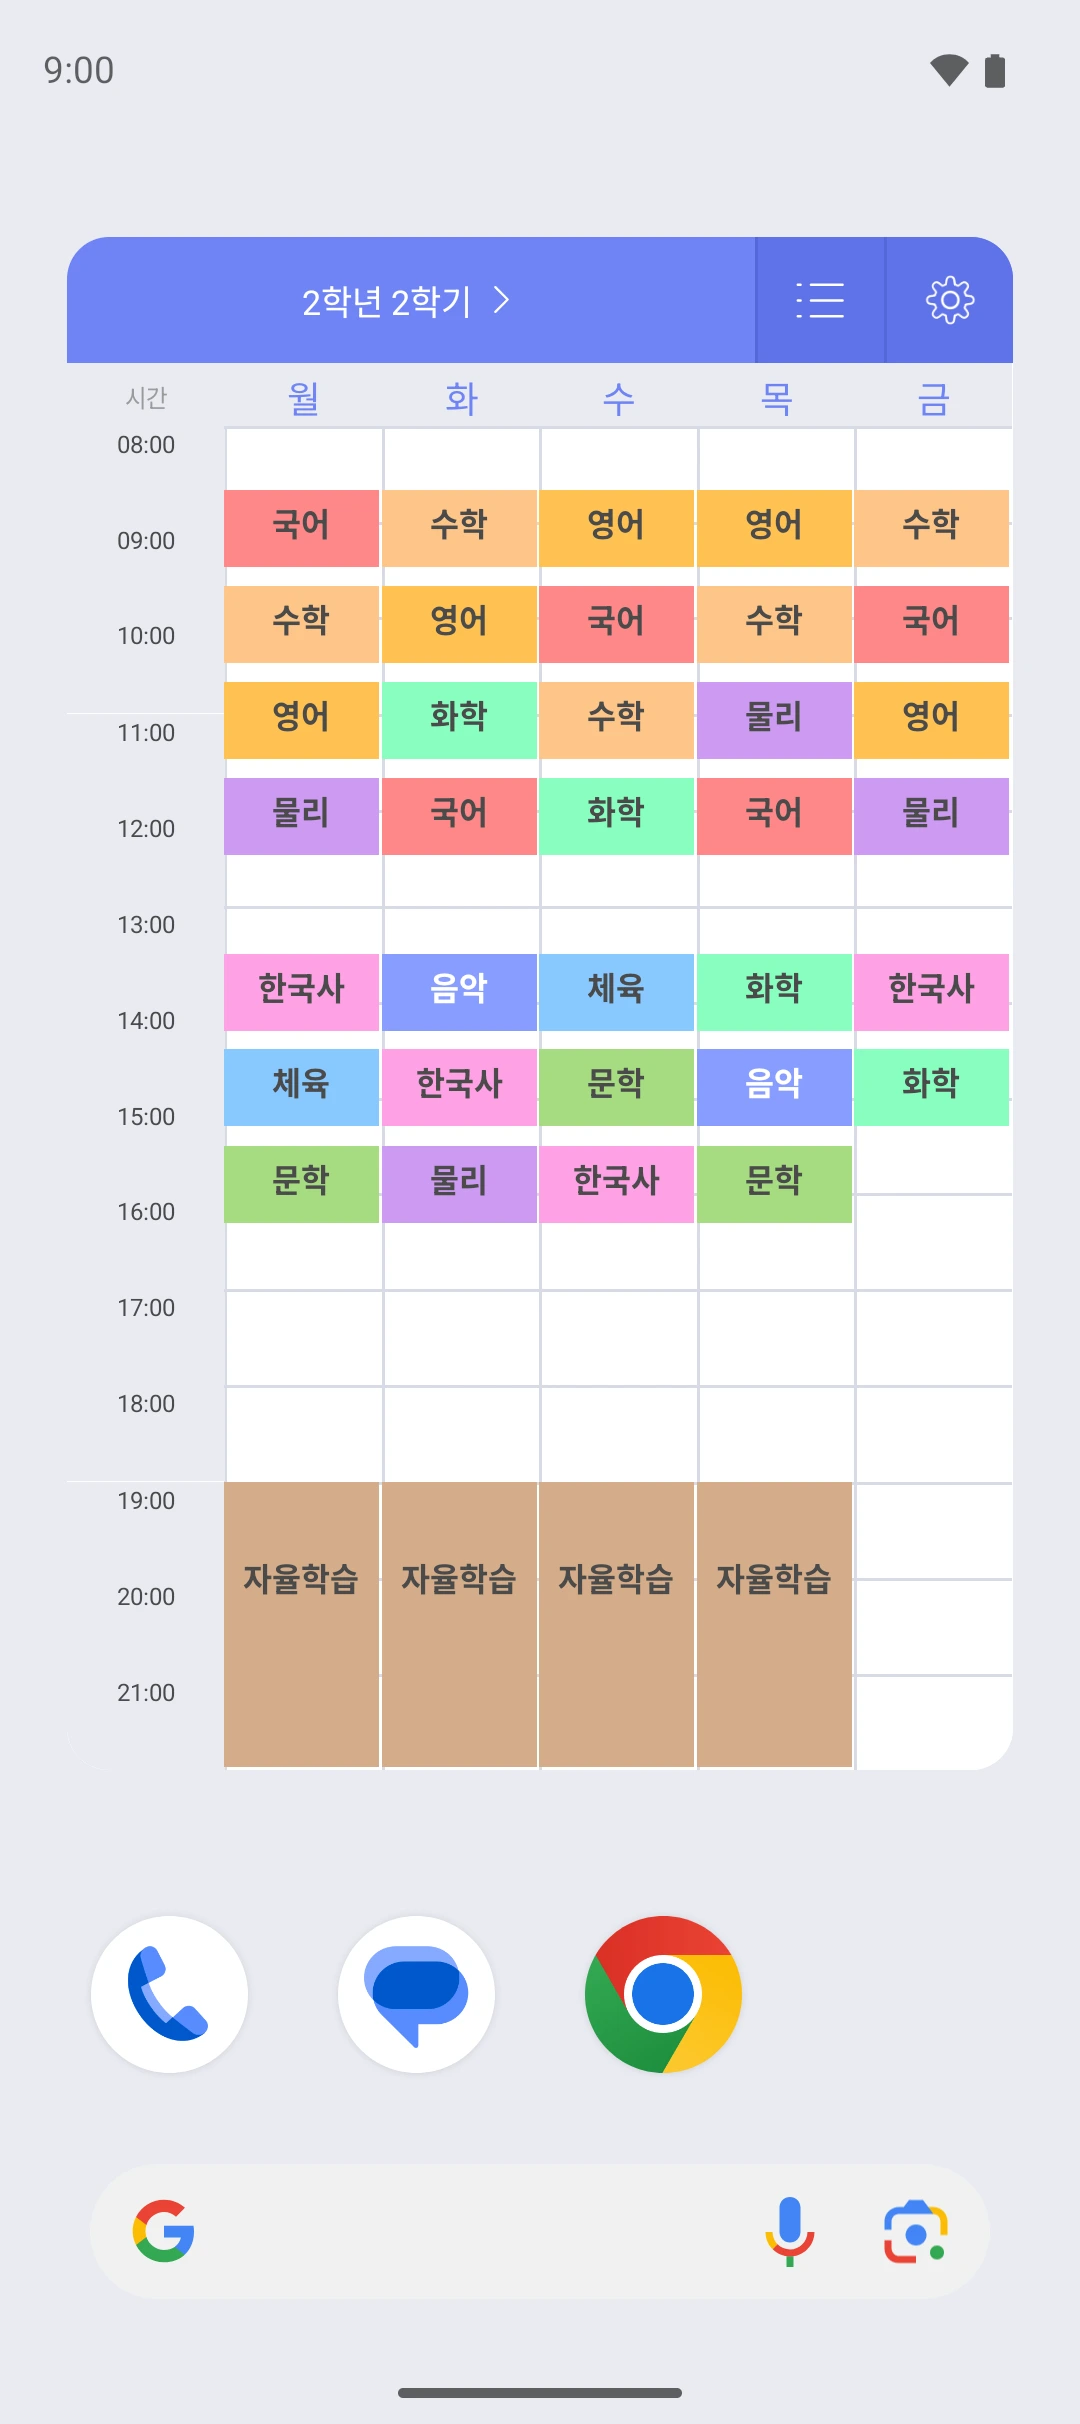 9:00
2학년 2학기
시간 월 화 수 목 금
08:00
국어 수학 영어 영어 수학
09:00
수학 영어 국어 수학 국어
10:00
영어 화학 수학 물리 영어
11:00
물리 국어 화학 국어 물리
12:00
13:00
한국사 음악 체육 화학 한국사
14:00
체육 한국사 문학 음악 화학
15:00
문학 물리 한국사 문학
16:00
17:00
18:00
19:00
자율학습 자율학습 자율학습 자율학습
20:00
21:00